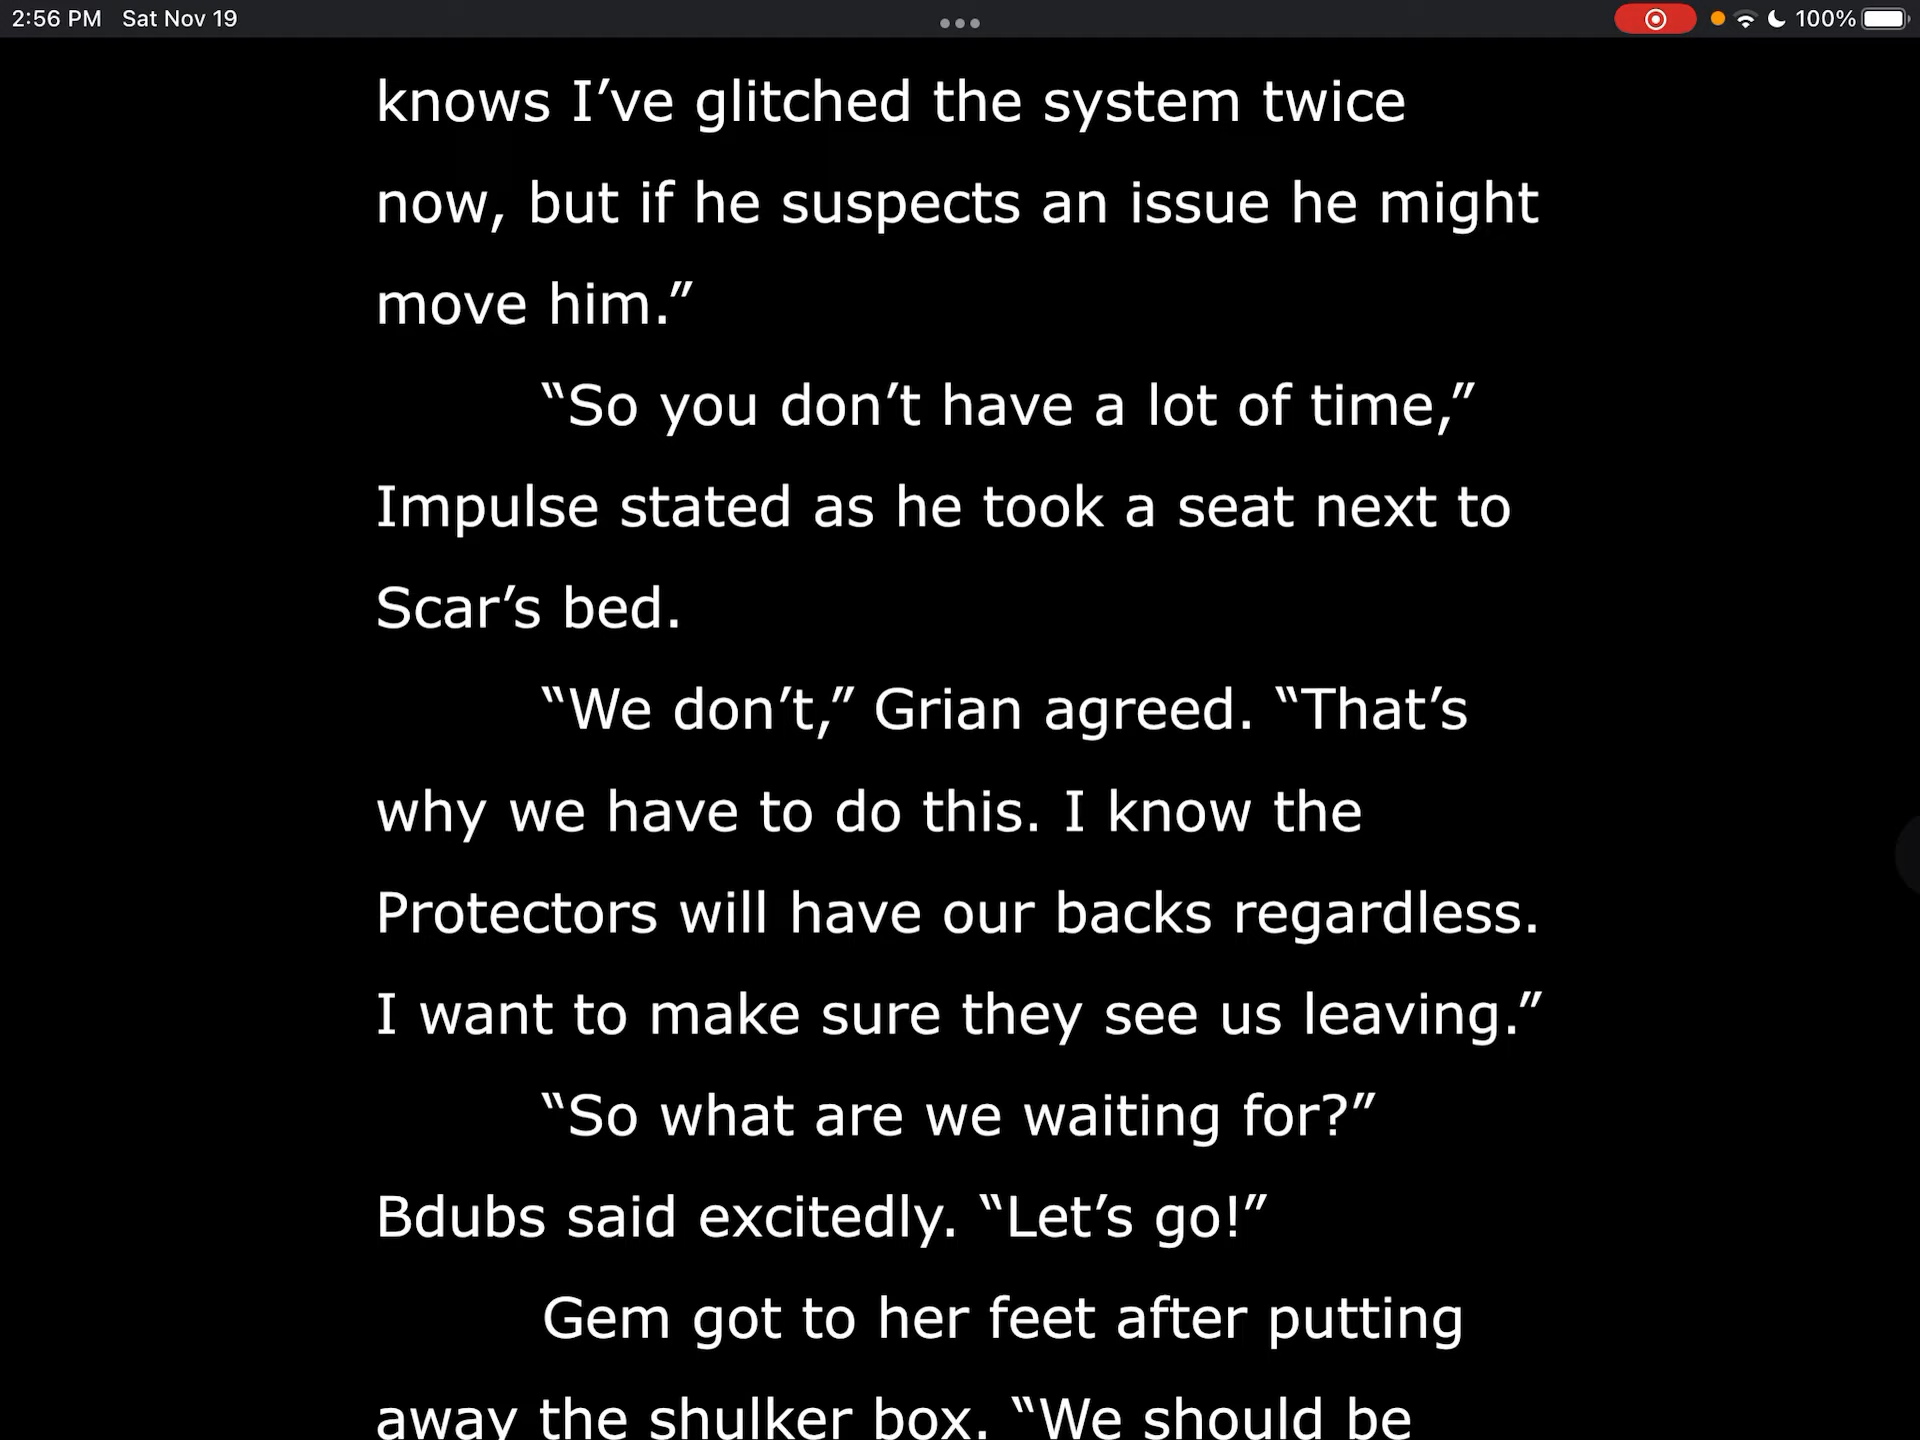 2:56 PM Sat Nov 19
100%
knows I’ve glitched the system twice
now, but if he suspects an issue he might
move him.”
“So you don’t have a lot of time,”
Impulse stated as he took a seat next to
Scar’s bed.
“We don’t,” Grian agreed. “That’s
why we have to do this. I know the
Protectors will have our backs regardless.
I want to make sure they see us leaving.”
“So what are we waiting for?”
Bdubs said excitedly. “Let’s go!”
Gem got to her feet after putting
away the shulker box. “We should be